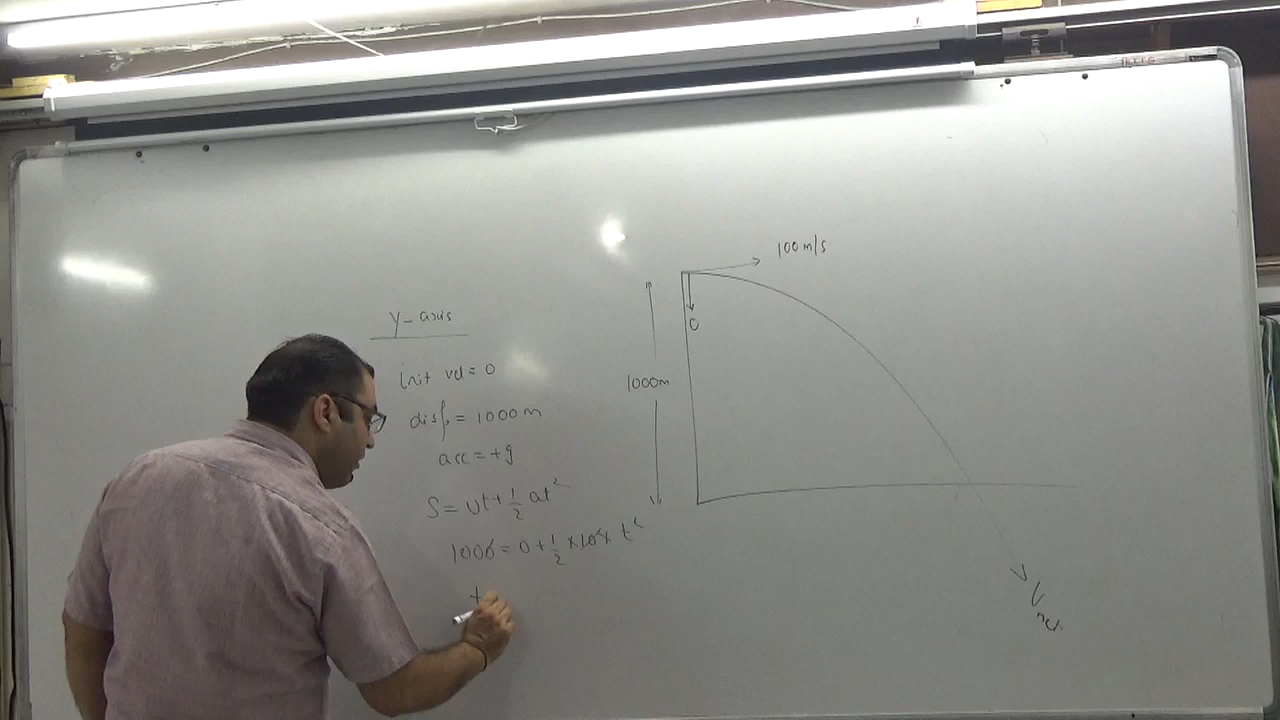 Y- axis
init vel = 0
disp = 1000m
acc = +g
S = ut + 1/2 at²
1000 = 0 + 1/2 × 10 × t²
t
100 m/s
0
1000m